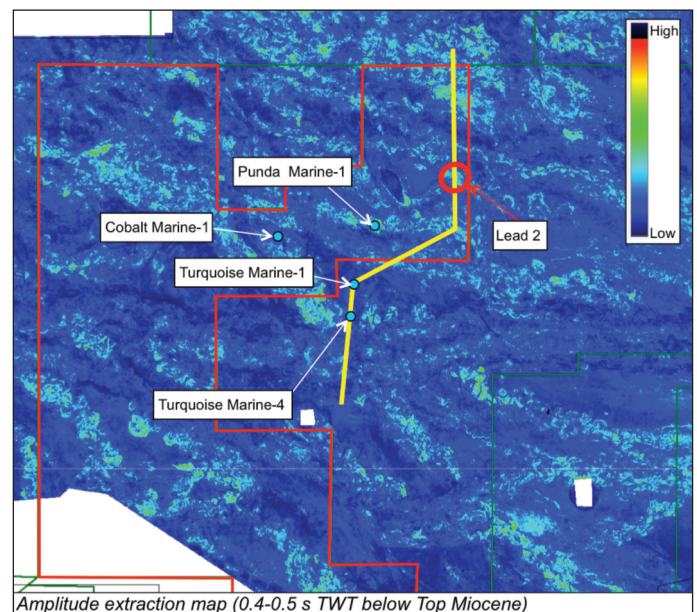 High
Low
Punda Marine-1
Cobalt Marine-1
Lead 2
Turquoise Marine-1
Turquoise Marine-4
Amplitude extraction map (0.4-0.5 s TWT below Top Miocene)